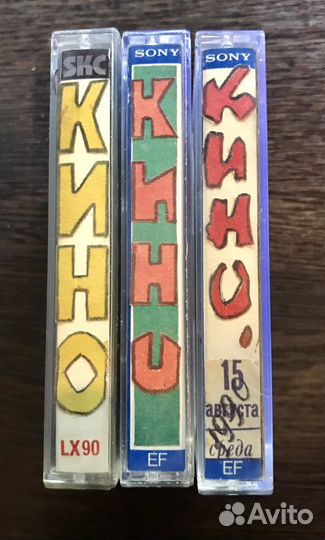 SKC
КИНО
LX90
SONY
КИНО
EF
SONY
КИНО.
15
августа
1990
среда
EF
Avito